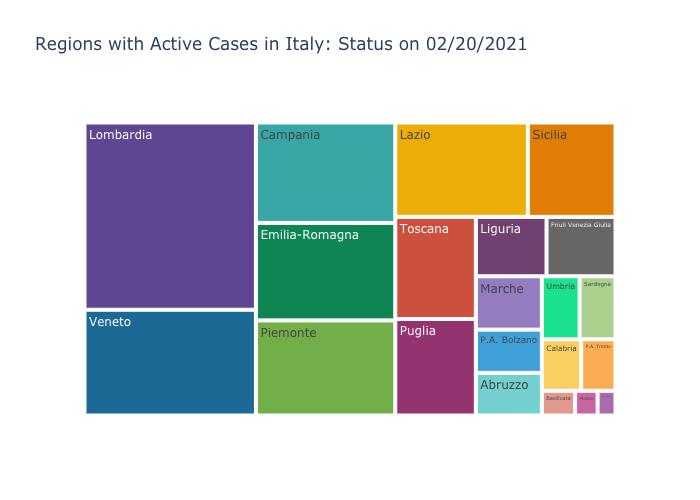 Regions with Active Cases in Italy: Status on 02/20/2021
Lombardia
Campania
Lazio
Sicilia
Emilia-Romagna
Toscana
Liguria
Friuli Venezia Giulia
Marche
Umbria
Sardegna
Veneto
Piemonte
Puglia
P.A. Bolzano
Calabria
P.A. Trento
Abruzzo
Basilicata
Molise